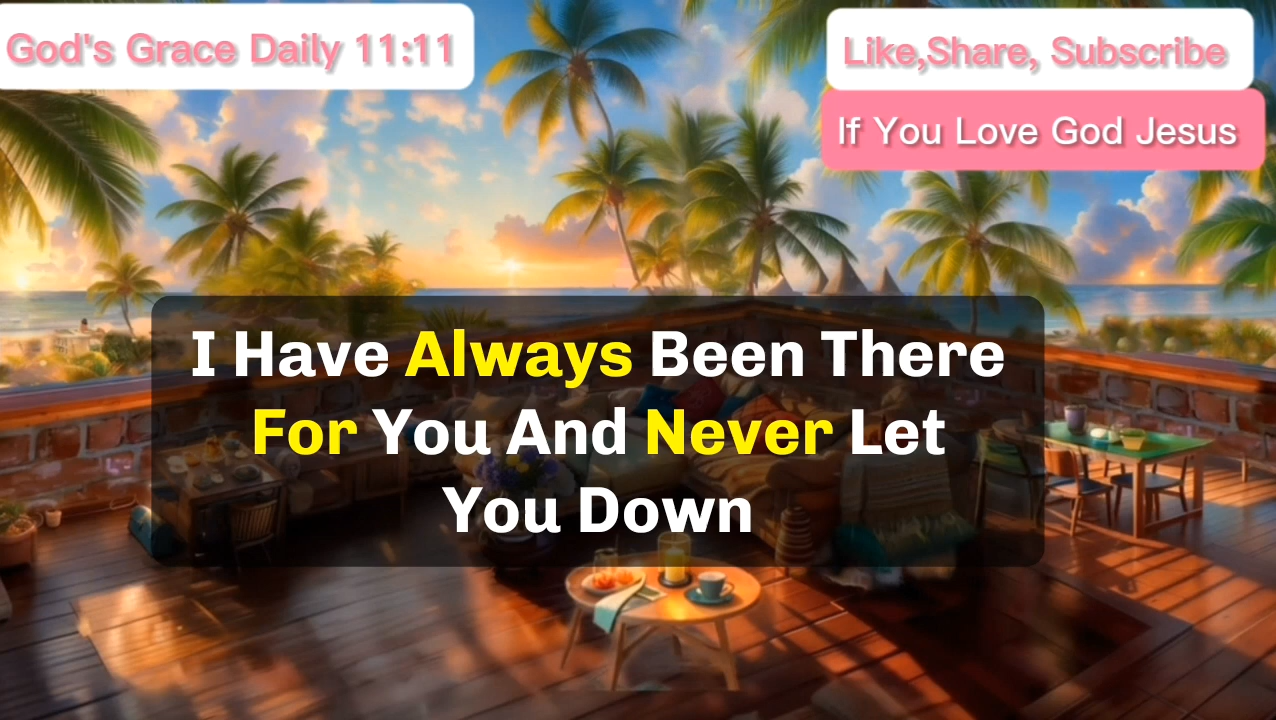 God's Grace Daily 11:11
Like,Share, Subscribe
If You Love God Jesus
I Have Always Been There
For You And Never Let
You Down